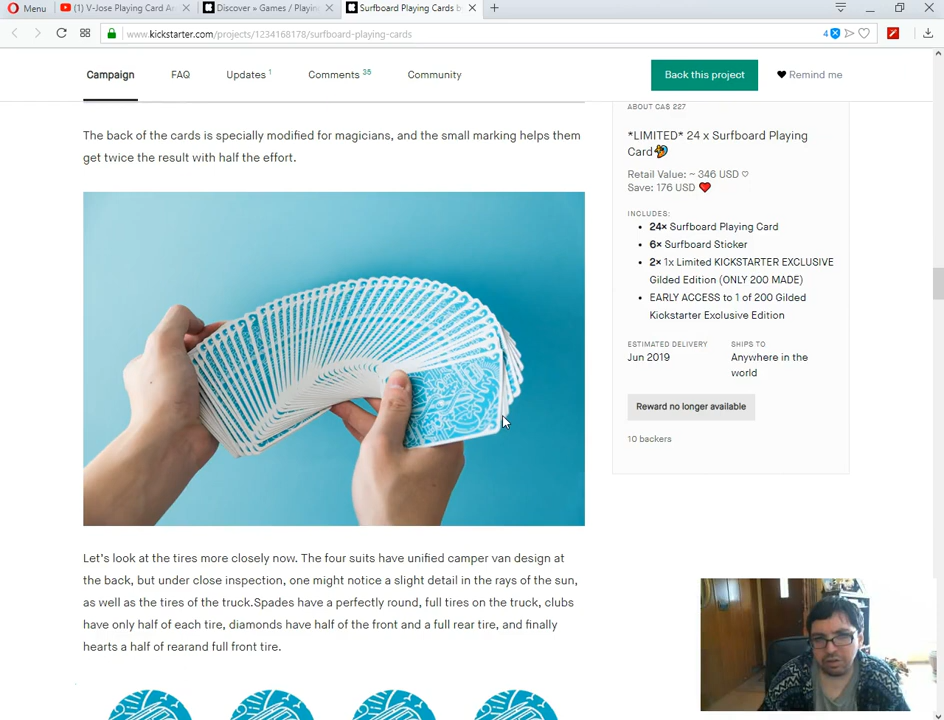 Menu
(1) V-Jose Playing Card Ar
Discover » Games / Playin
Surfboard Playing Cards b
www.kickstarter.com/projects/1234168178/surfboard-playing-cards
4
Campaign FAQ Updates 1 Comments 35 Community Back this project Remind me
The back of the cards is specially modified for magicians, and the small marking helps them
get twice the result with half the effort.
Let's look at the tires more closely now. The four suits have unified camper van design at
the back, but under close inspection, one might notice a slight detail in the rays of the sun,
as well as the tires of the truck.Spades have a perfectly round, full tires on the truck, clubs
have only half of each tire, diamonds have half of the front and a full rear tire, and finally
hearts a half of rearand full front tire.
ABOUT CA$ 227
*LIMITED* 24 x Surfboard Playing
Card
Retail Value: ~ 346 USD ♡
Save: 176 USD
INCLUDES:
24× Surfboard Playing Card
6× Surfboard Sticker
2× 1x Limited KICKSTARTER EXCLUSIVE
Gilded Edition (ONLY 200 MADE)
EARLY ACCESS to 1 of 200 Gilded
Kickstarter Exclusive Edition
ESTIMATED DELIVERY SHIPS TO
Jun 2019 Anywhere in the
world
Reward no longer available
10 backers